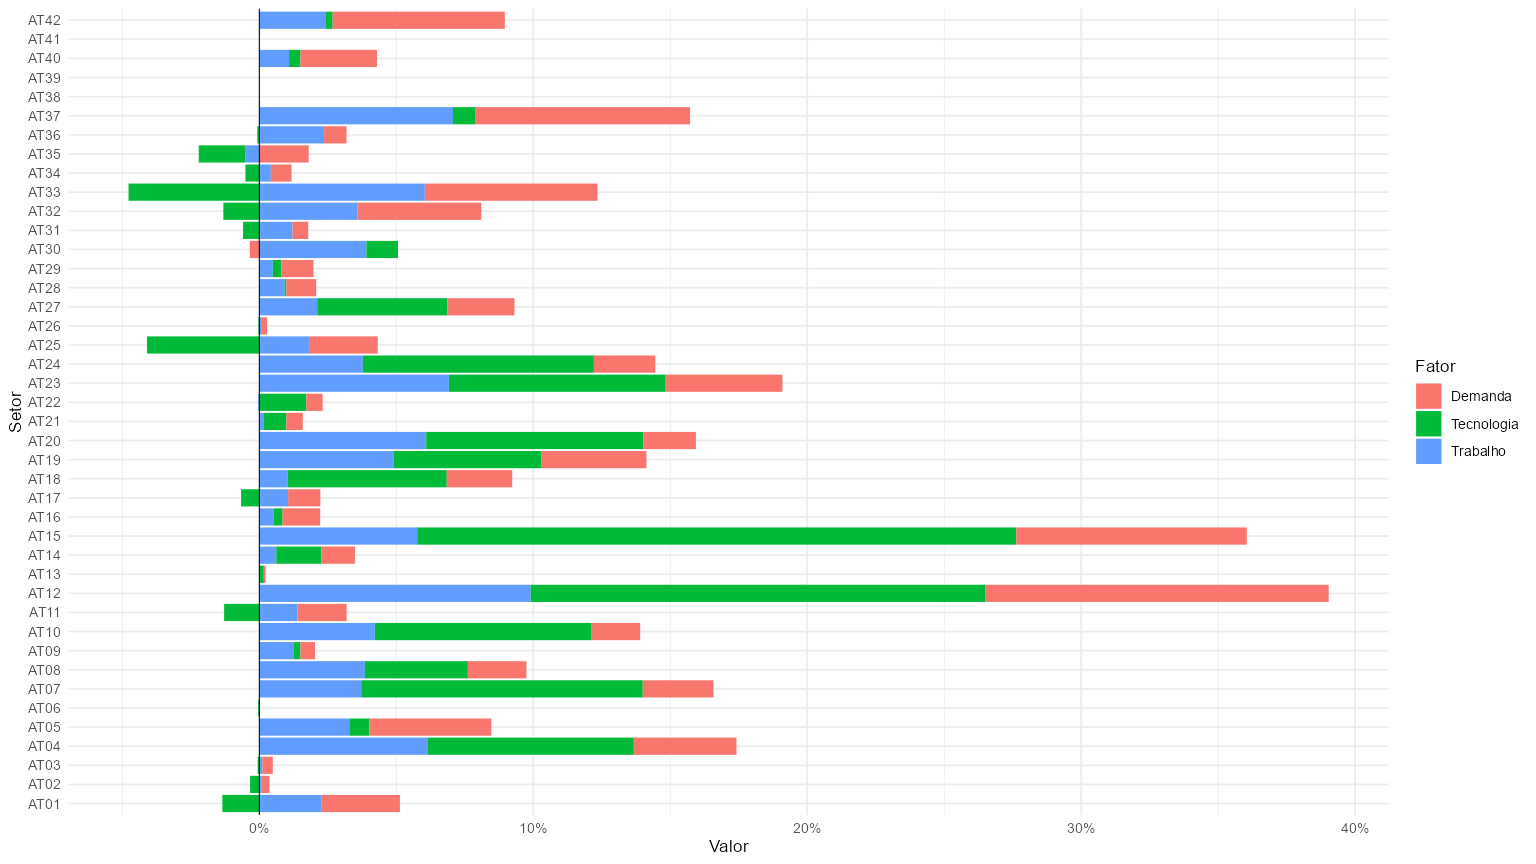 AT42
AT41
AT40
AT39
AT38
AT37
AT36
AT35
AT34
AT33
AT32
AT31
AT30
AT29
AT28
AT27
AT26
AT25
AT24
AT23
AT22
AT21
AT20
AT19
AT18
AT17
AT16
AT15
AT14
AT13
AT12
AT11
AT10
AT09
AT08
AT07
AT06
AT05
AT04
AT03
AT02
AT01
Setor
0% 10% 20% 30% 40%
Valor
Fator
Demanda
Tecnologia
Trabalho